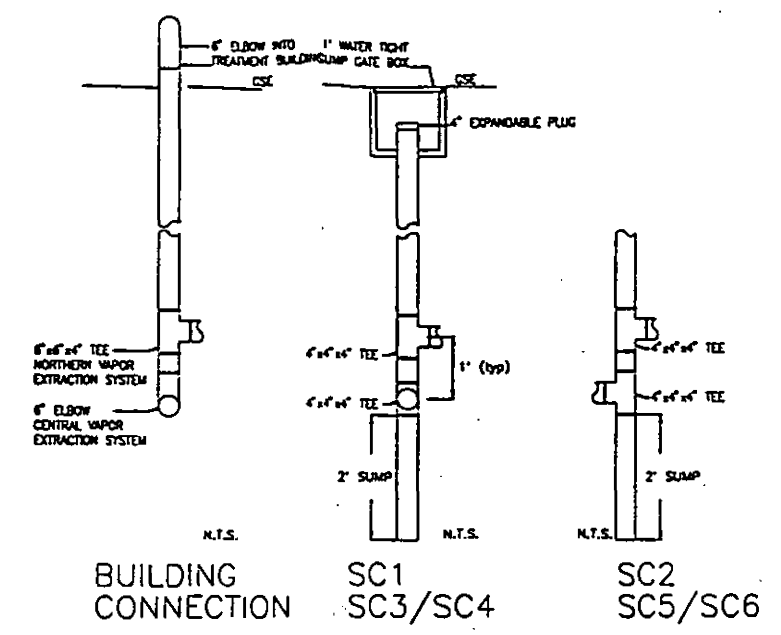 6" ELBOW INTO
TREATMENT BUILDING
1' WATER TIGHT
SUMP GATE BOX
GSE
GSE
4" EXPANDABLE PLUG
6"x6"x4" TEE
NORTHERN VAPOR
EXTRACTION SYSTEM
6" ELBOW
CENTRAL VAPOR
EXTRACTION SYSTEM
4"x4"x4" TEE
1' (typ)
4"x4"x4" TEE
2' SUMP
4"x4"x4" TEE
4"x4"x4" TEE
2' SUMP
N.T.S.
N.T.S.
N.T.S.
BUILDING
CONNECTION
SC1
SC3/SC4
SC2
SC5/SC6